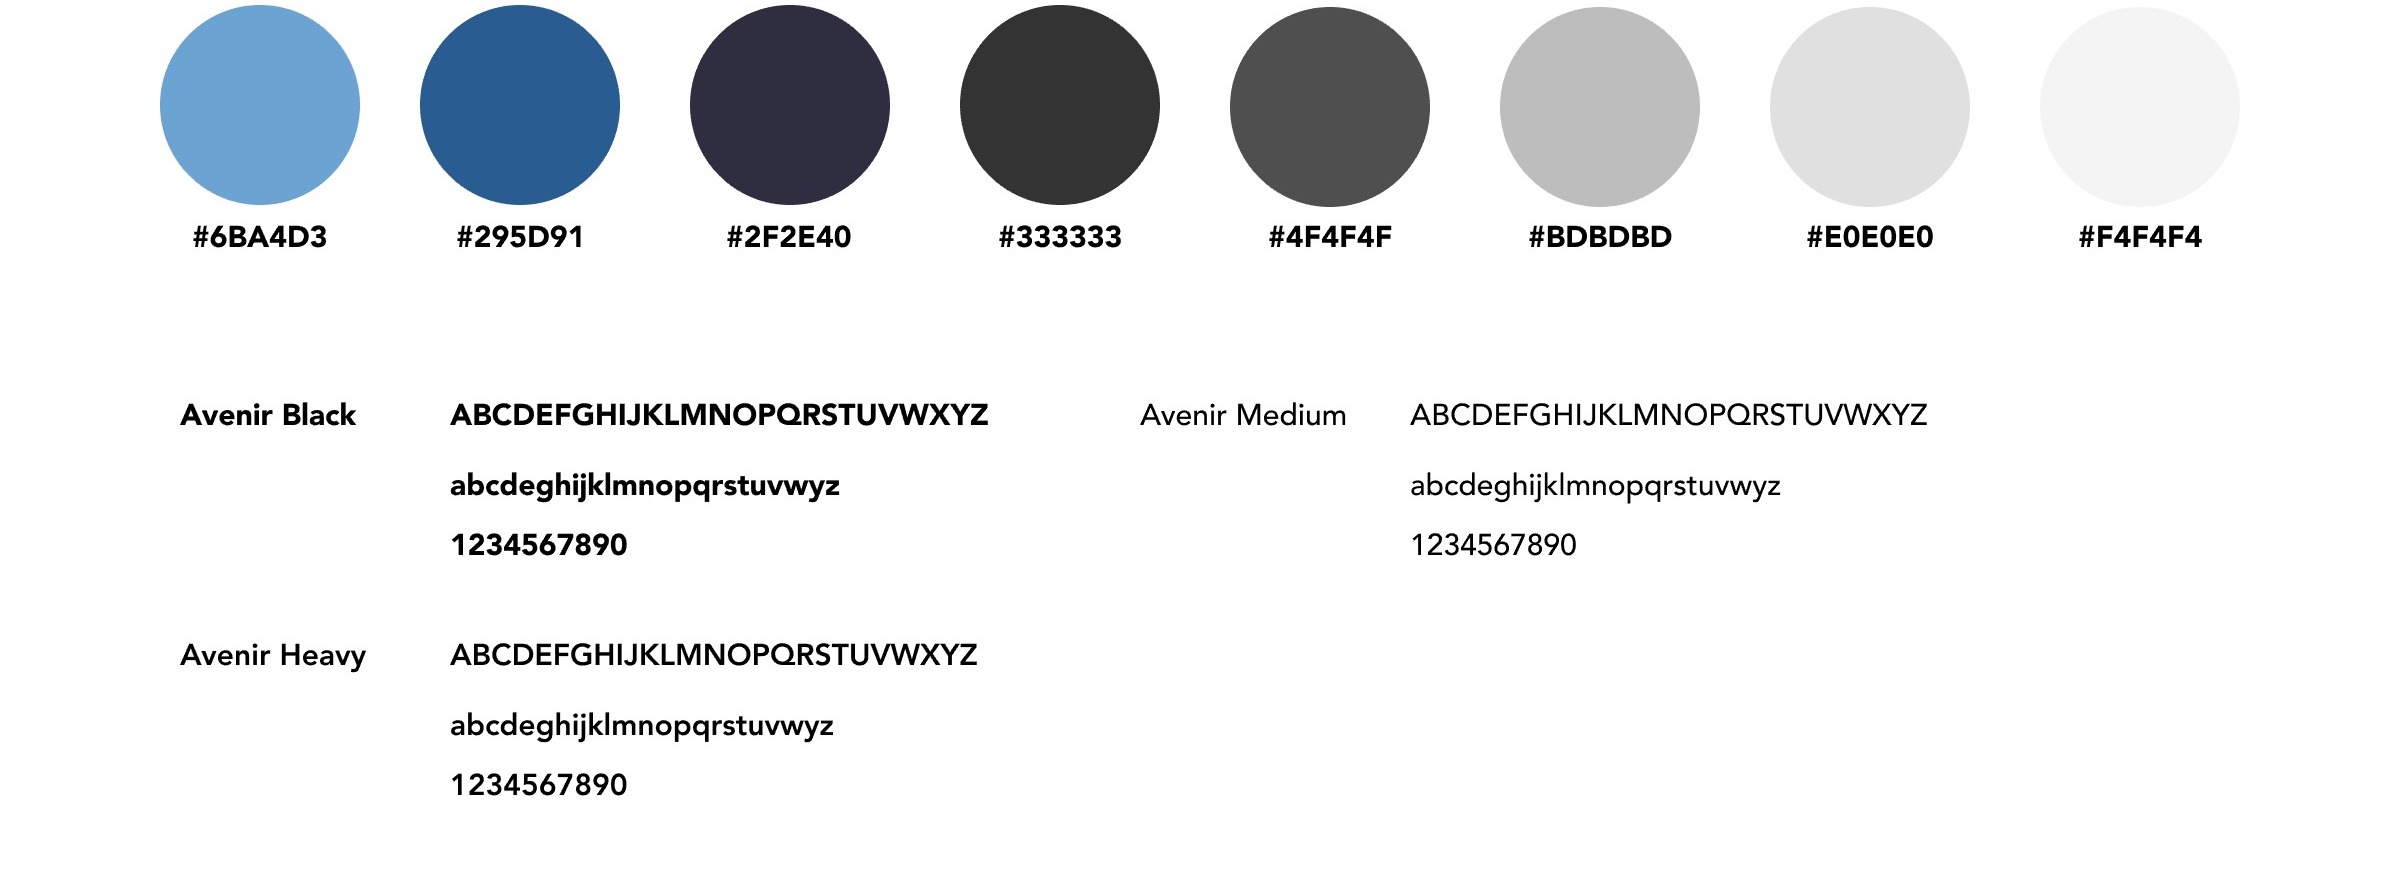 #6BA4D3 #295D91 #2F2E40 #333333 #4F4F4F #BDBDBD #E0E0E0 #F4F4F4
Avenir Black
ABCDEFGHIJKLMNOPQRSTUVWXYZ
abcdeghijklmnopqrstuvwyz
1234567890
Avenir Medium
ABCDEFGHIJKLMNOPQRSTUVWXYZ
abcdeghijklmnopqrstuvwyz
1234567890
Avenir Heavy
ABCDEFGHIJKLMNOPQRSTUVWXYZ
abcdeghijklmnopqrstuvwyz
1234567890